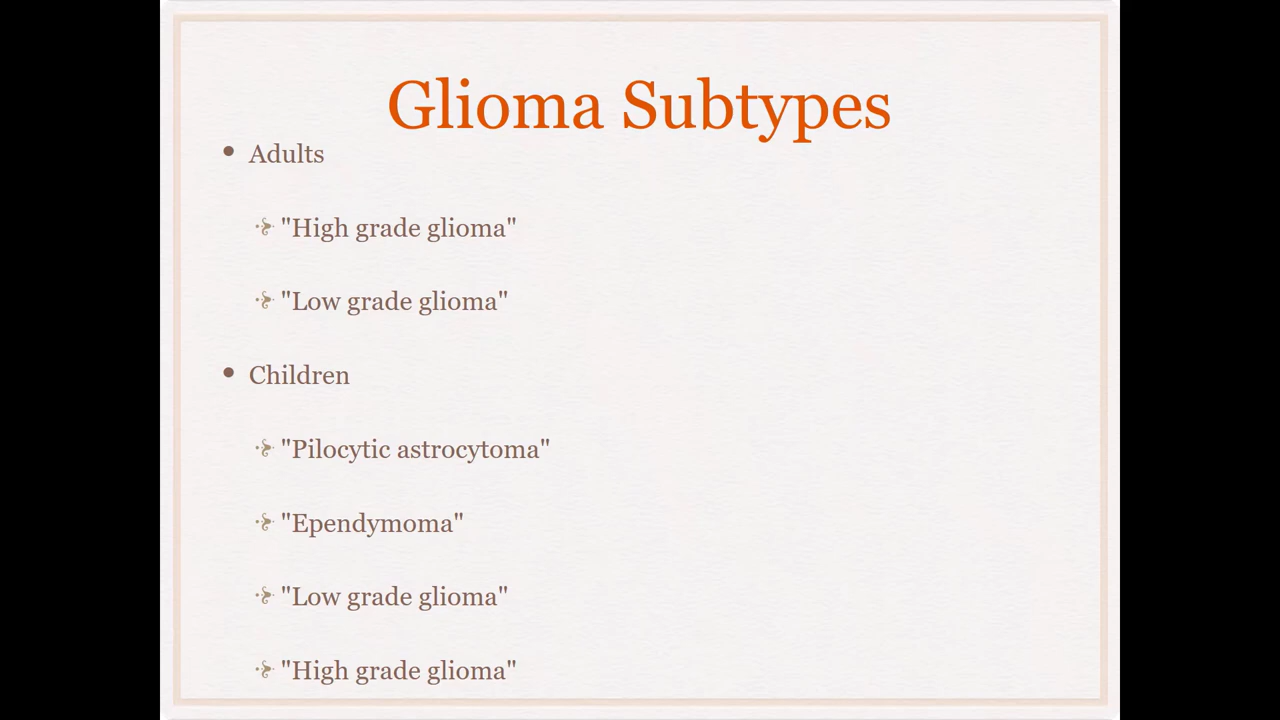 Glioma Subtypes
• Adults
"High grade glioma"
"Low grade glioma"
• Children
"Pilocytic astrocytoma"
"Ependymoma"
"Low grade glioma"
"High grade glioma"